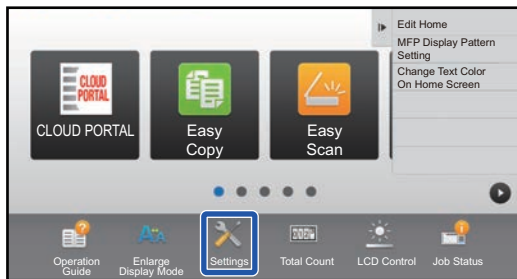 Edit Home
MFP Display Pattern
Setting
Change Text Color
On Home Screen
CLOUD
PORTAL
CLOUD PORTAL
Easy
Copy
Easy
Scan
Operation
Guide
Enlarge
Display Mode
Settings
Total Count
LCD Control
Job Status